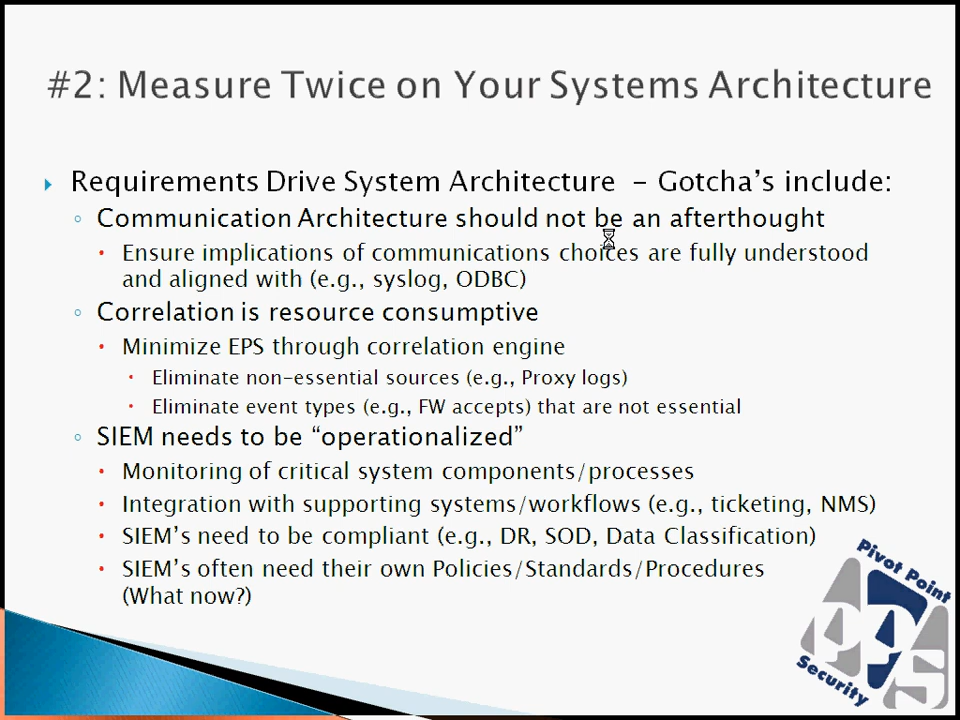 #2: Measure Twice on Your Systems Architecture
Requirements Drive System Architecture – Gotcha's include:
Communication Architecture should not be an afterthought
Ensure implications of communications choices are fully understood
and aligned with (e.g., syslog, ODBC)
Correlation is resource consumptive
Minimize EPS through correlation engine
Eliminate non-essential sources (e.g., Proxy logs)
Eliminate event types (e.g., FW accepts) that are not essential
SIEM needs to be “operationalized”
Monitoring of critical system components/processes
Integration with supporting systems/workflows (e.g., ticketing, NMS)
SIEM's need to be compliant (e.g., DR, SOD, Data Classification)
SIEM's often need their own Policies/Standards/Procedures
(What now?)
Pivot Point
PPS
Security